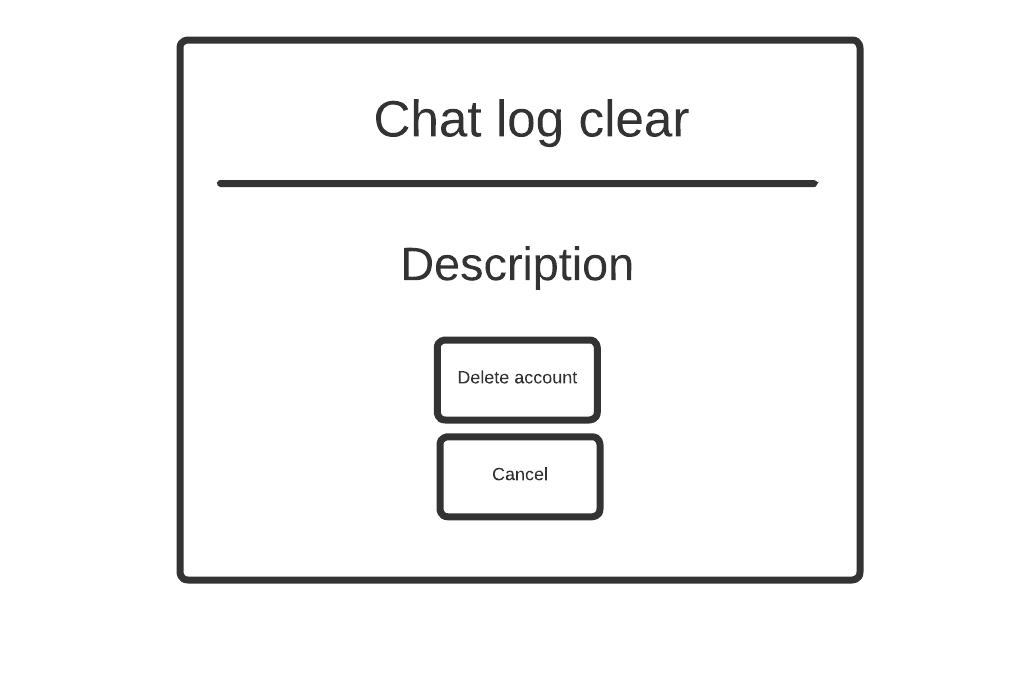 Chat log clear
Description
Delete account
Cancel